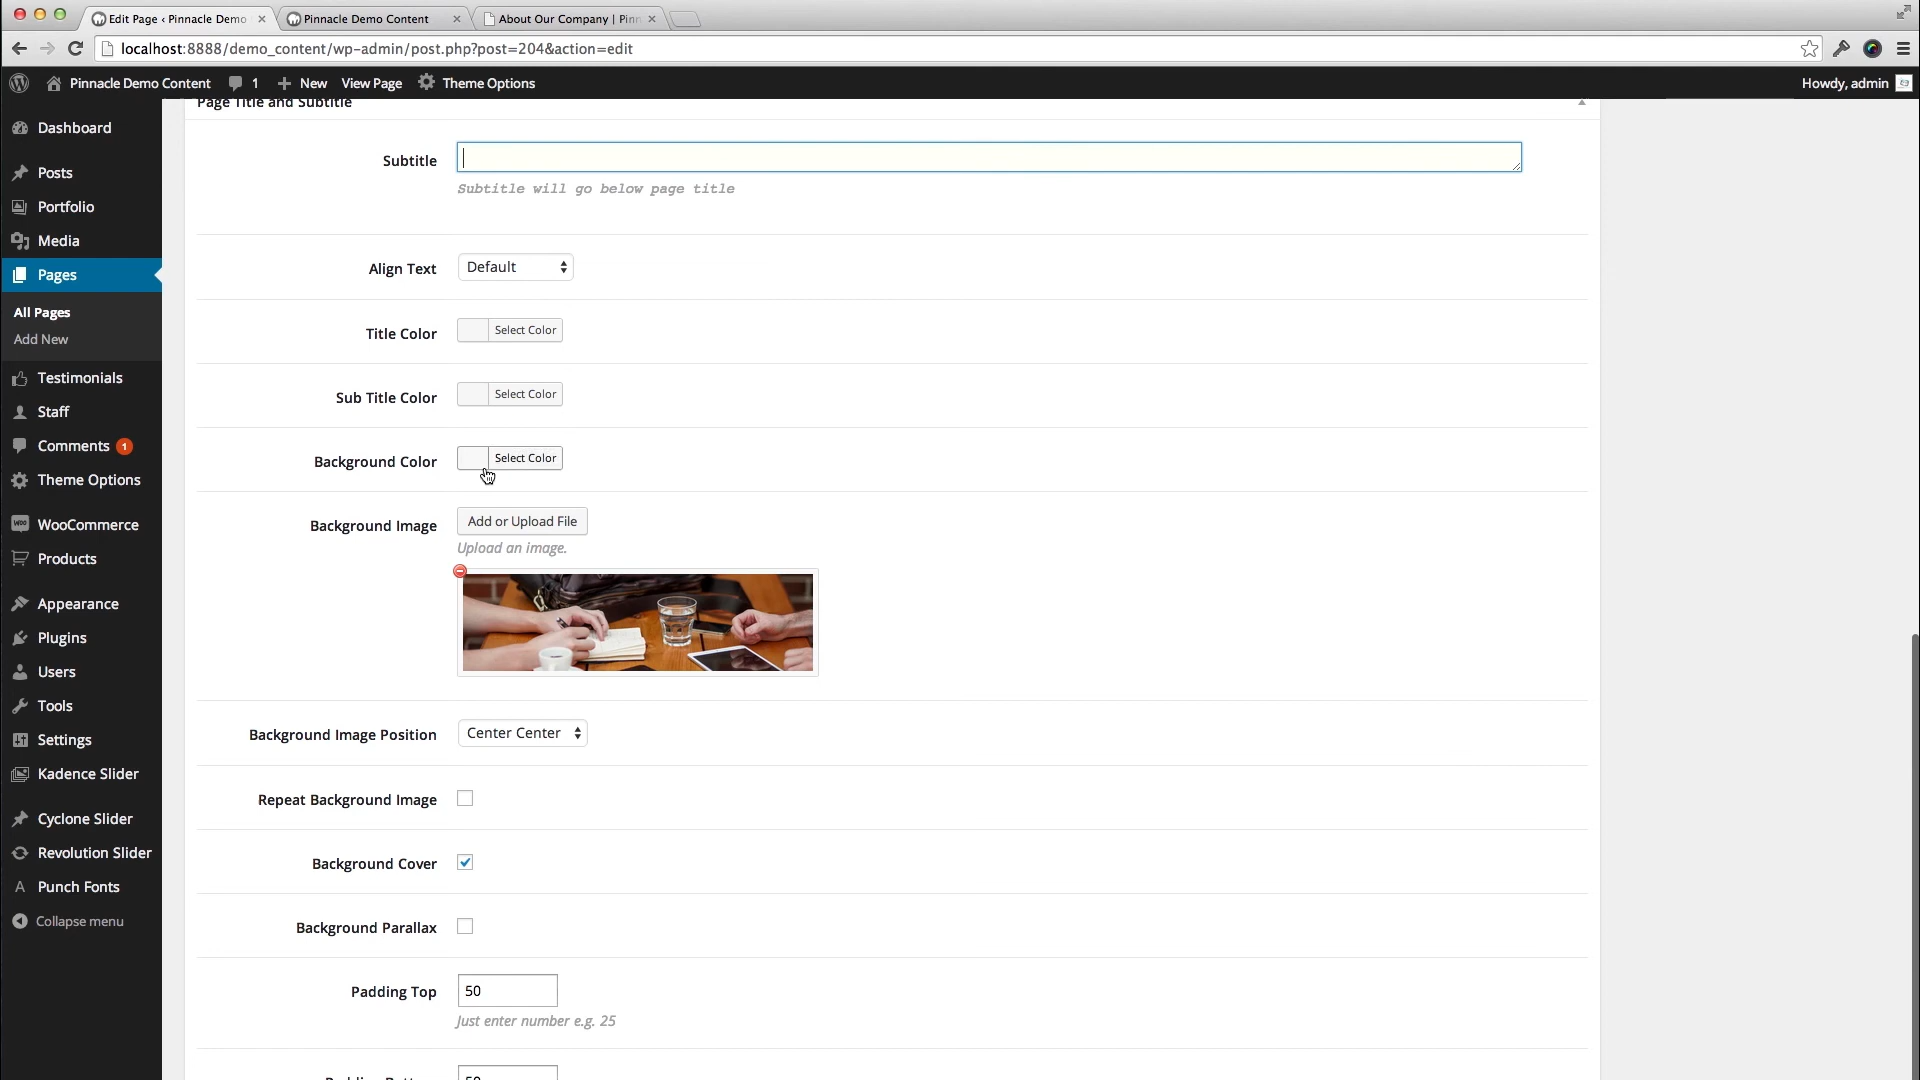 Edit Page ‹ Pinnacle Demo
Pinnacle Demo Content
About Our Company | Pinn
localhost:8888/demo_content/wp-admin/post.php?post=204&action=edit
Pinnacle Demo Content
1
New
View Page
Theme Options
Howdy, admin
Page Title and Subtitle
Dashboard
Posts
Portfolio
Media
Pages
All Pages
Add New
Testimonials
Staff
Comments 1
Theme Options
WooCommerce
Products
Appearance
Plugins
Users
Tools
Settings
Kadence Slider
Cyclone Slider
Revolution Slider
Punch Fonts
Collapse menu
Subtitle
Subtitle will go below page title
Align Text
Default
Title Color
Select Color
Sub Title Color
Select Color
Background Color
Select Color
Background Image
Add or Upload File
Upload an image.
Background Image Position
Center Center
Repeat Background Image
Background Cover
Background Parallax
Padding Top
50
Just enter number e.g. 25